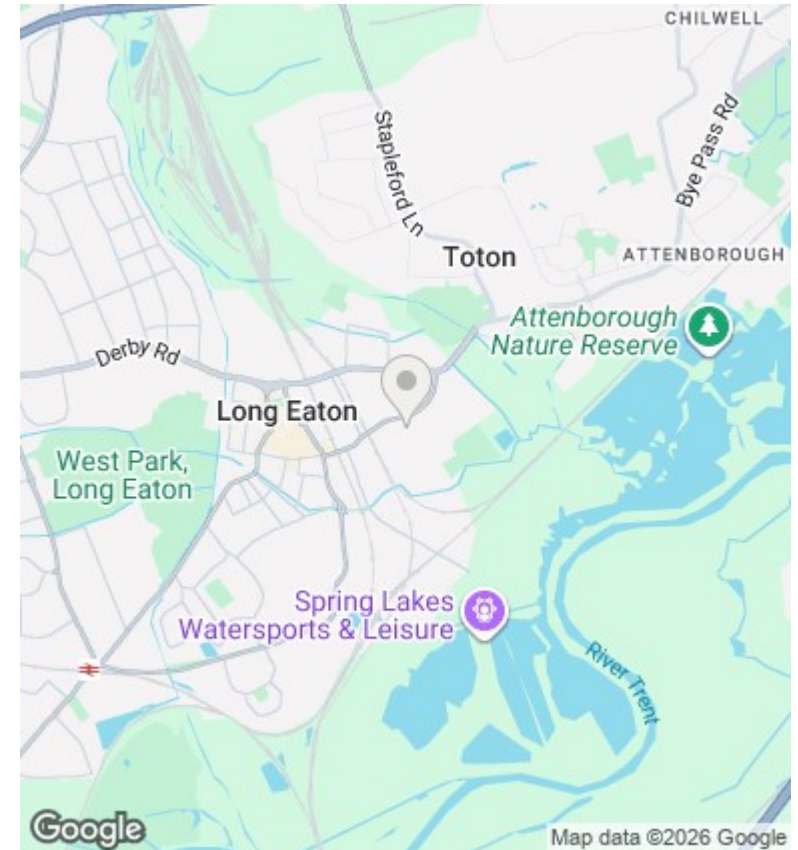 CHILWELL
Stapleford Ln
Bye Pass Rd
Toton
ATTENBOROUGH
Attenborough
Nature Reserve
Derby Rd
Long Eaton
West Park,
Long Eaton
Spring Lakes
Watersports & Leisure
River Trent
Google
Map data ©2026 Google